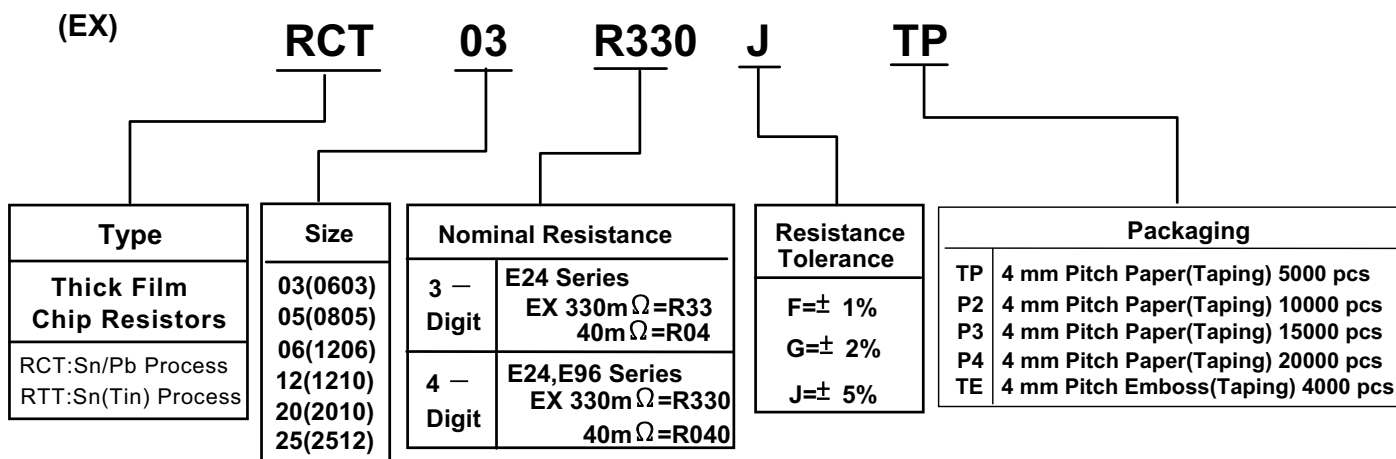 (EX)
RCT 03 R330 J TP
Type
Thick Film
Chip Resistors
RCT:Sn/Pb Process
RTT:Sn(Tin) Process
Size
03(0603)
05(0805)
06(1206)
12(1210)
20(2010)
25(2512)
Nominal Resistance
3 — Digit
E24 Series
EX 330mΩ=R33
40mΩ=R04
4 — Digit
E24,E96 Series
EX 330mΩ=R330
40mΩ=R040
Resistance
Tolerance
F=± 1%
G=± 2%
J=± 5%
Packaging
TP 4 mm Pitch Paper(Taping) 5000 pcs
P2 4 mm Pitch Paper(Taping) 10000 pcs
P3 4 mm Pitch Paper(Taping) 15000 pcs
P4 4 mm Pitch Paper(Taping) 20000 pcs
TE 4 mm Pitch Emboss(Taping) 4000 pcs